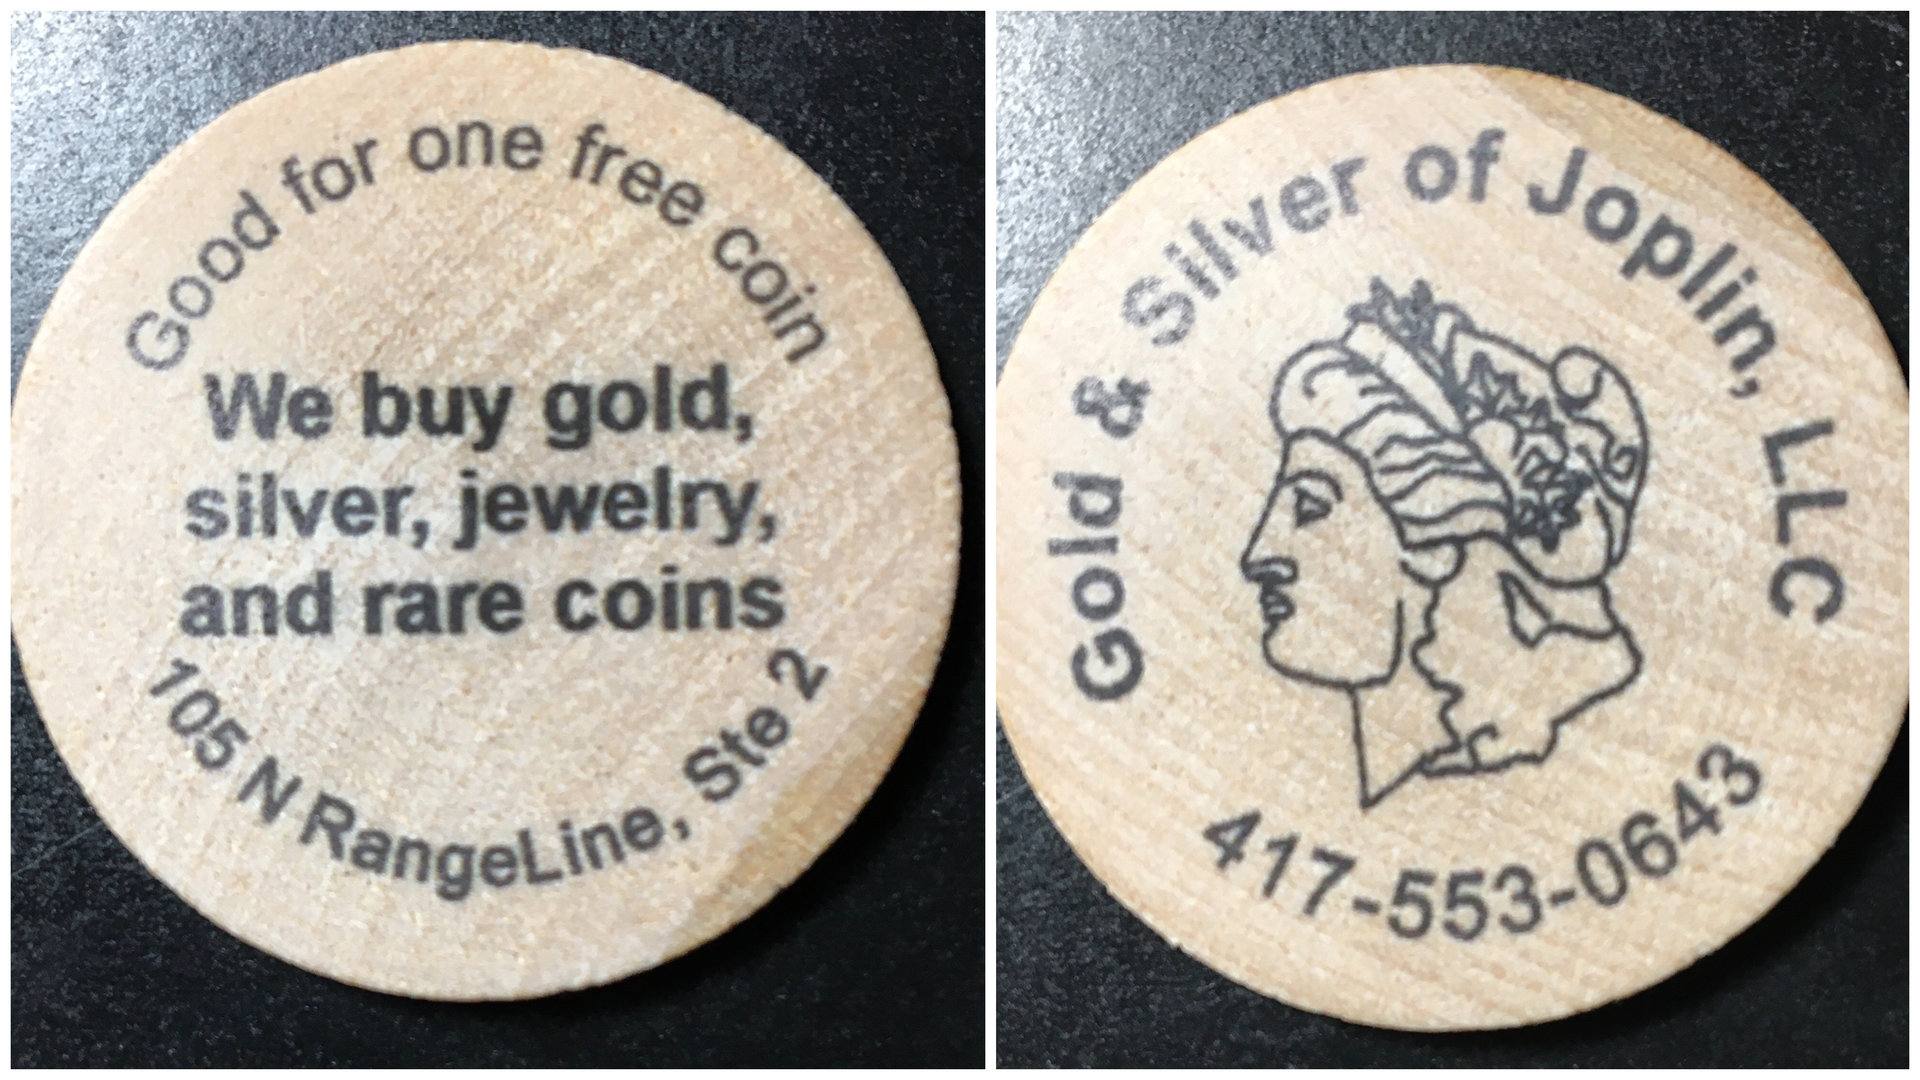 Good for one free coin
We buy gold,
silver, jewelry,
and rare coins
105 N RangeLine, Ste 2
Gold & Silver of Joplin, LLC
417-553-0643